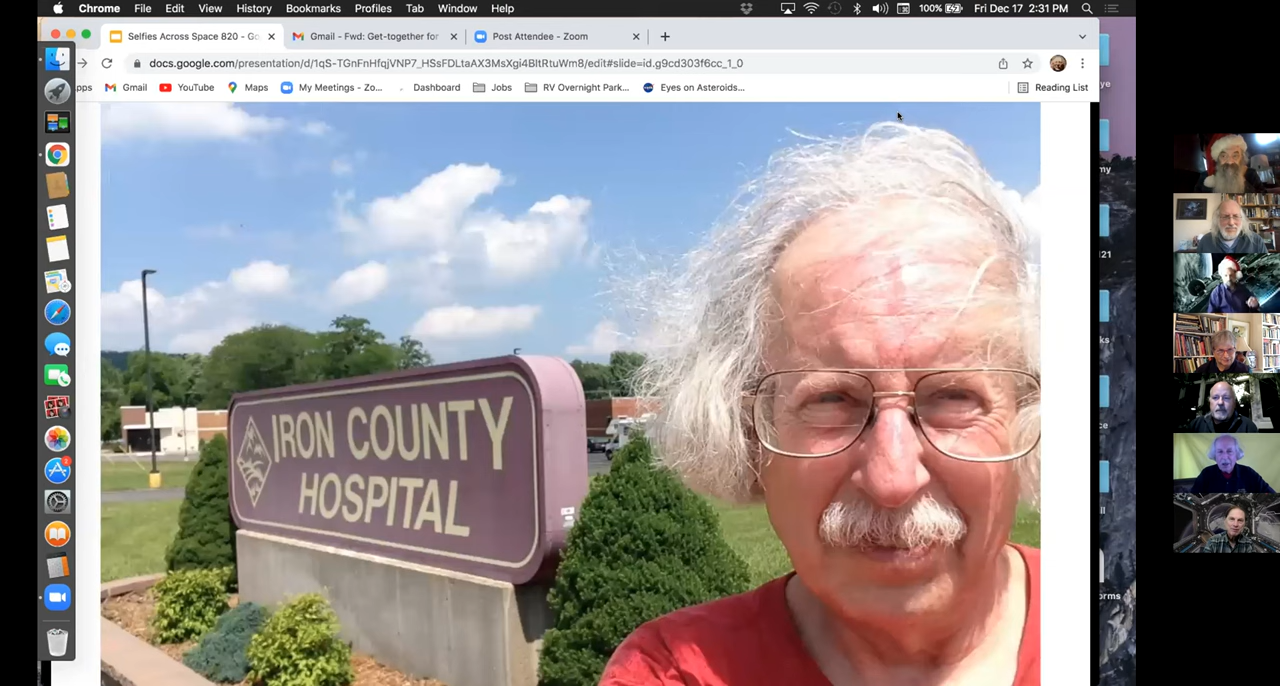 Chrome File Edit View History Bookmarks Profiles Tab Window Help 100% Fri Dec 17 2:31 PM
Selfies Across Space 820 - Go Gmail - Fwd: Get-together for Post Attendee - Zoom
docs.google.com/presentation/d/1qS-TGnFnHfqjVNP7_HSsFDLtaAX3MsXgi4BltRtuWm8/edit#slide=id.g9cd303f6cc_1_0
pps Gmail YouTube Maps My Meetings - Zo... Dashboard Jobs RV Overnight Park... Eyes on Asteroids... Reading List
IRON COUNTY
HOSPITAL